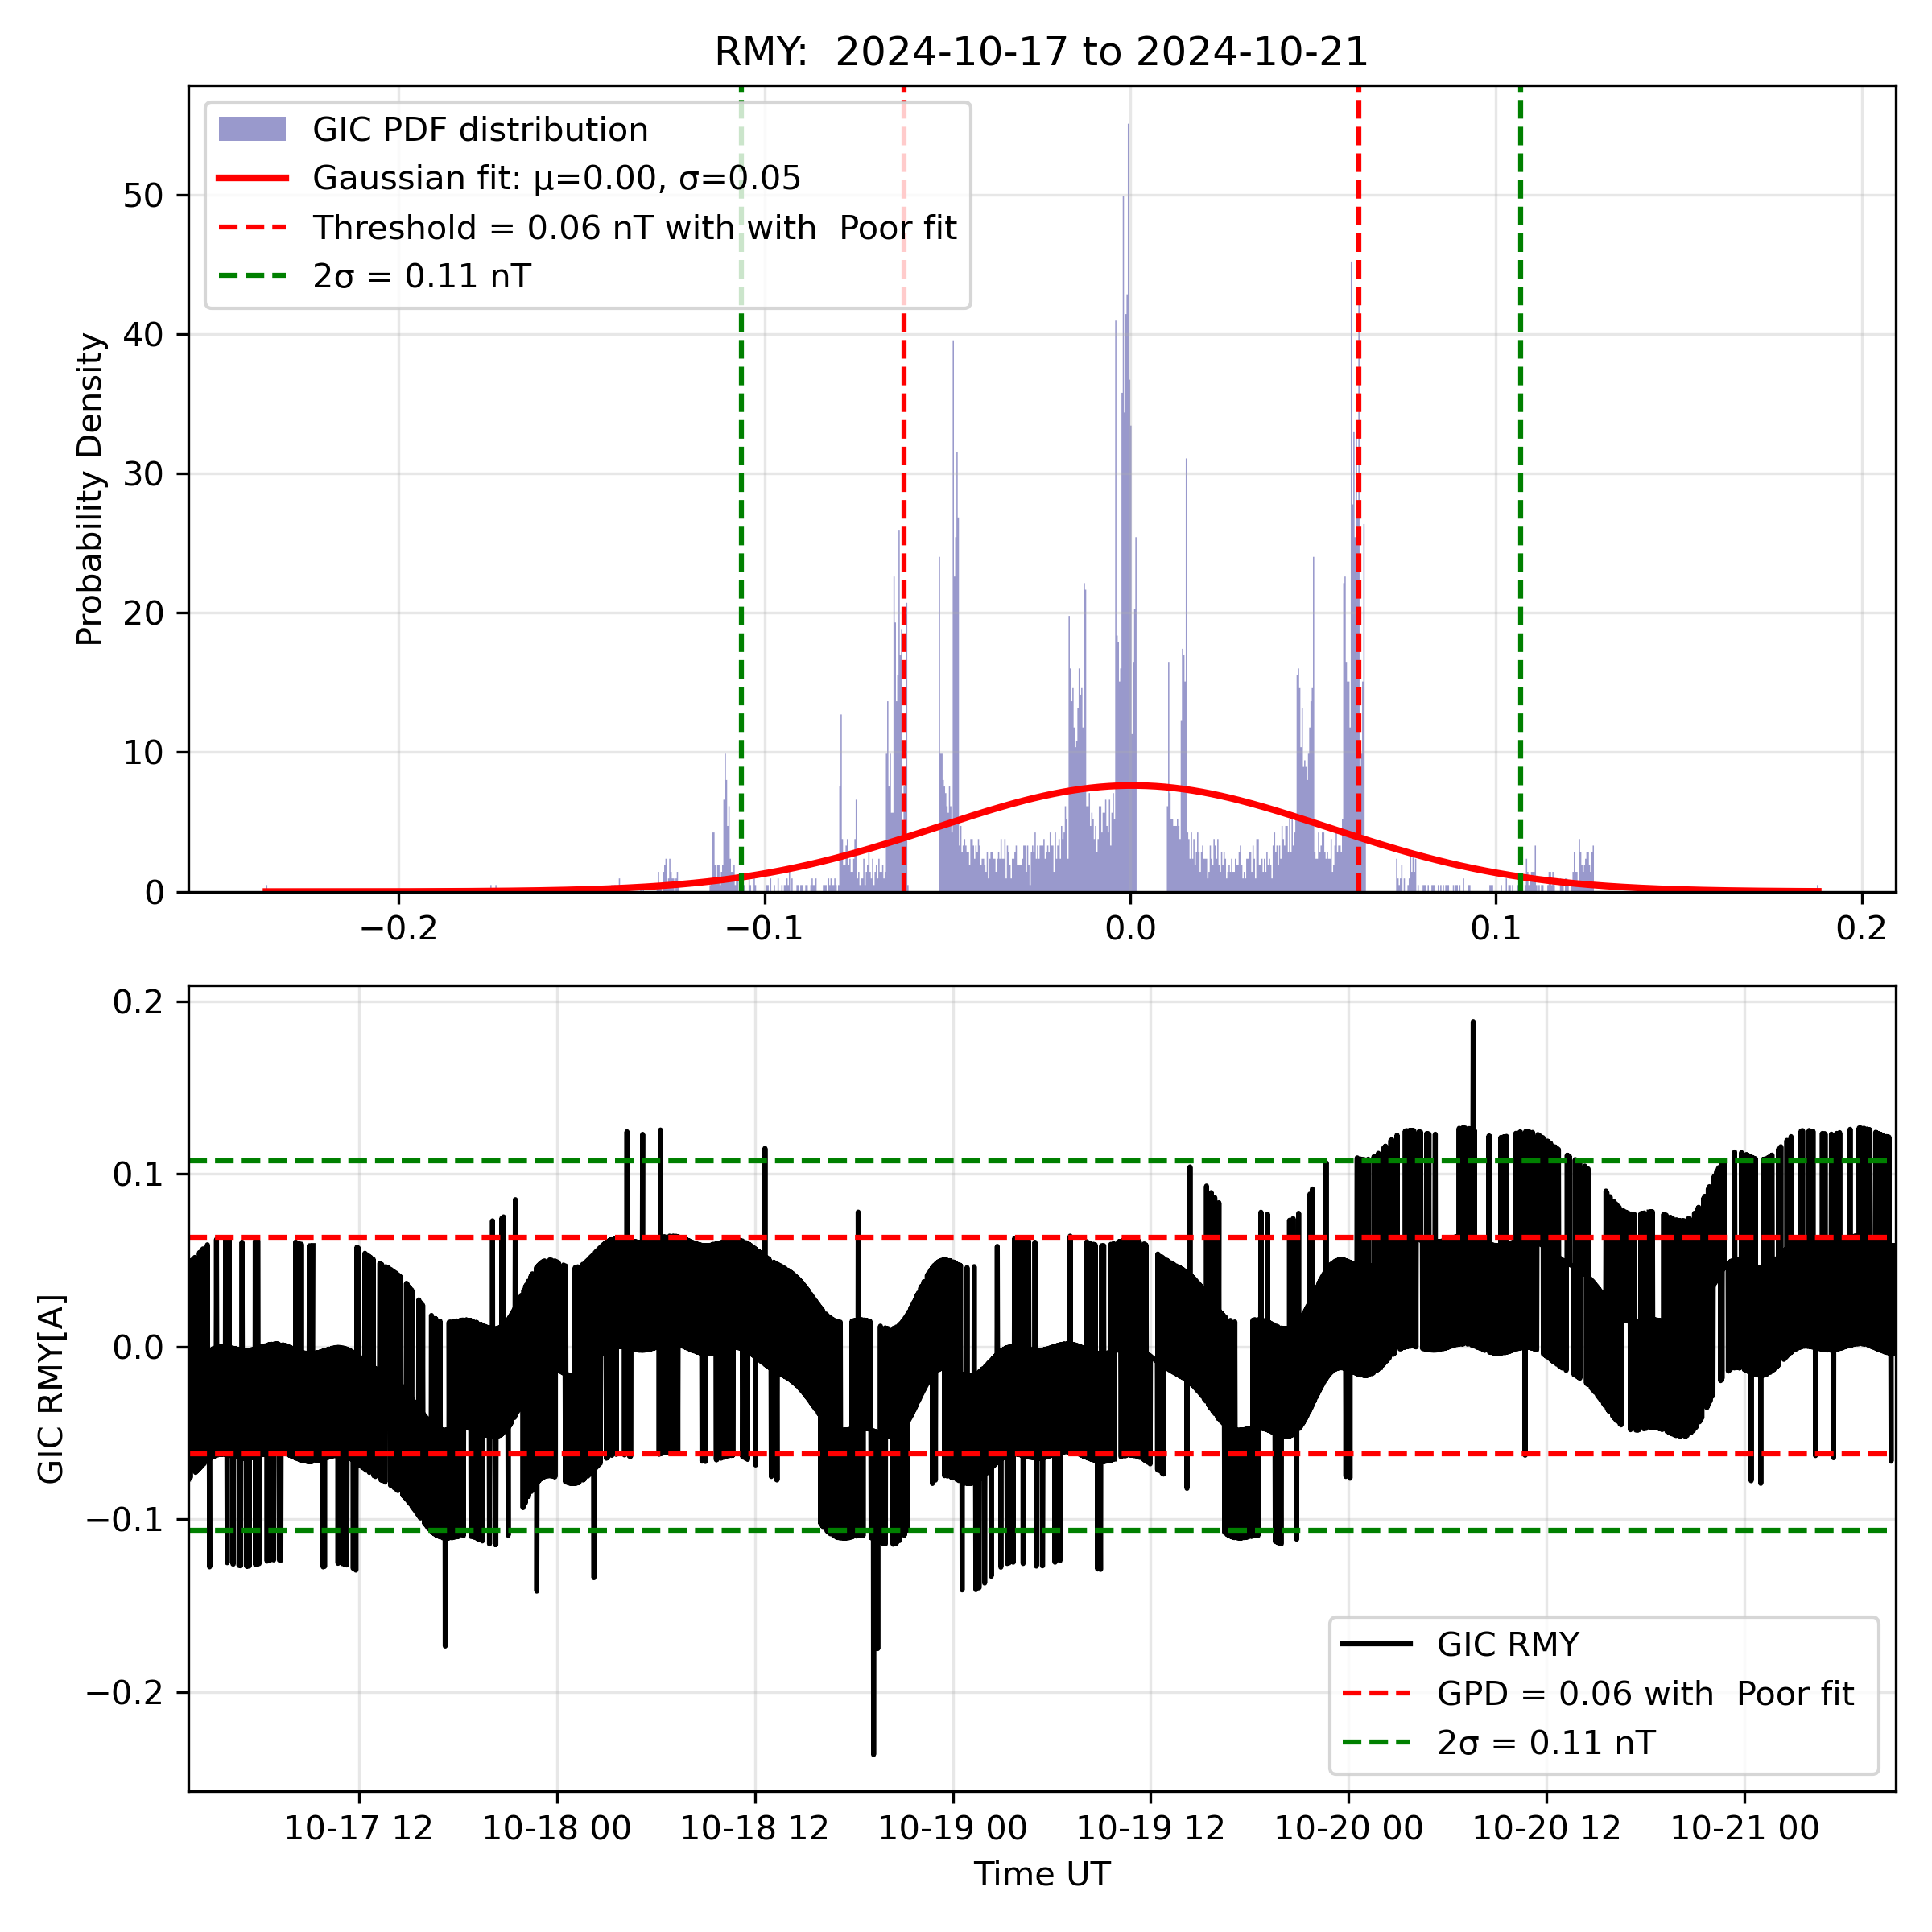 RMY:  2024-10-17 to 2024-10-21
GIC PDF distribution
Gaussian fit: μ=0.00, σ=0.05
Threshold = 0.06 nT with with  Poor fit
2σ = 0.11 nT
Probability Density
50
40
30
20
10
0
−0.2
−0.1
0.0
0.1
0.2
GIC RMY[A]
0.2
0.1
0.0
−0.1
−0.2
GIC RMY
GPD = 0.06 with  Poor fit
2σ = 0.11 nT
10-17 12
10-18 00
10-18 12
10-19 00
10-19 12
10-20 00
10-20 12
10-21 00
Time UT